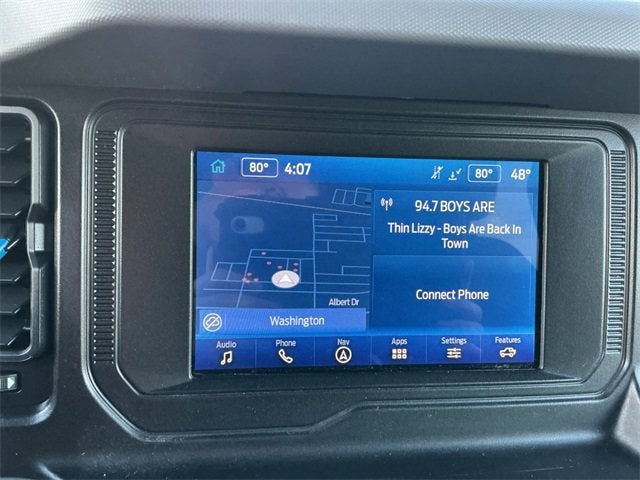 80° 4:07 80° 48°
94.7 BOYS ARE
Thin Lizzy - Boys Are Back In
Town
Connect Phone
Albert Dr
Washington
Audio Phone Nav Apps Settings Features